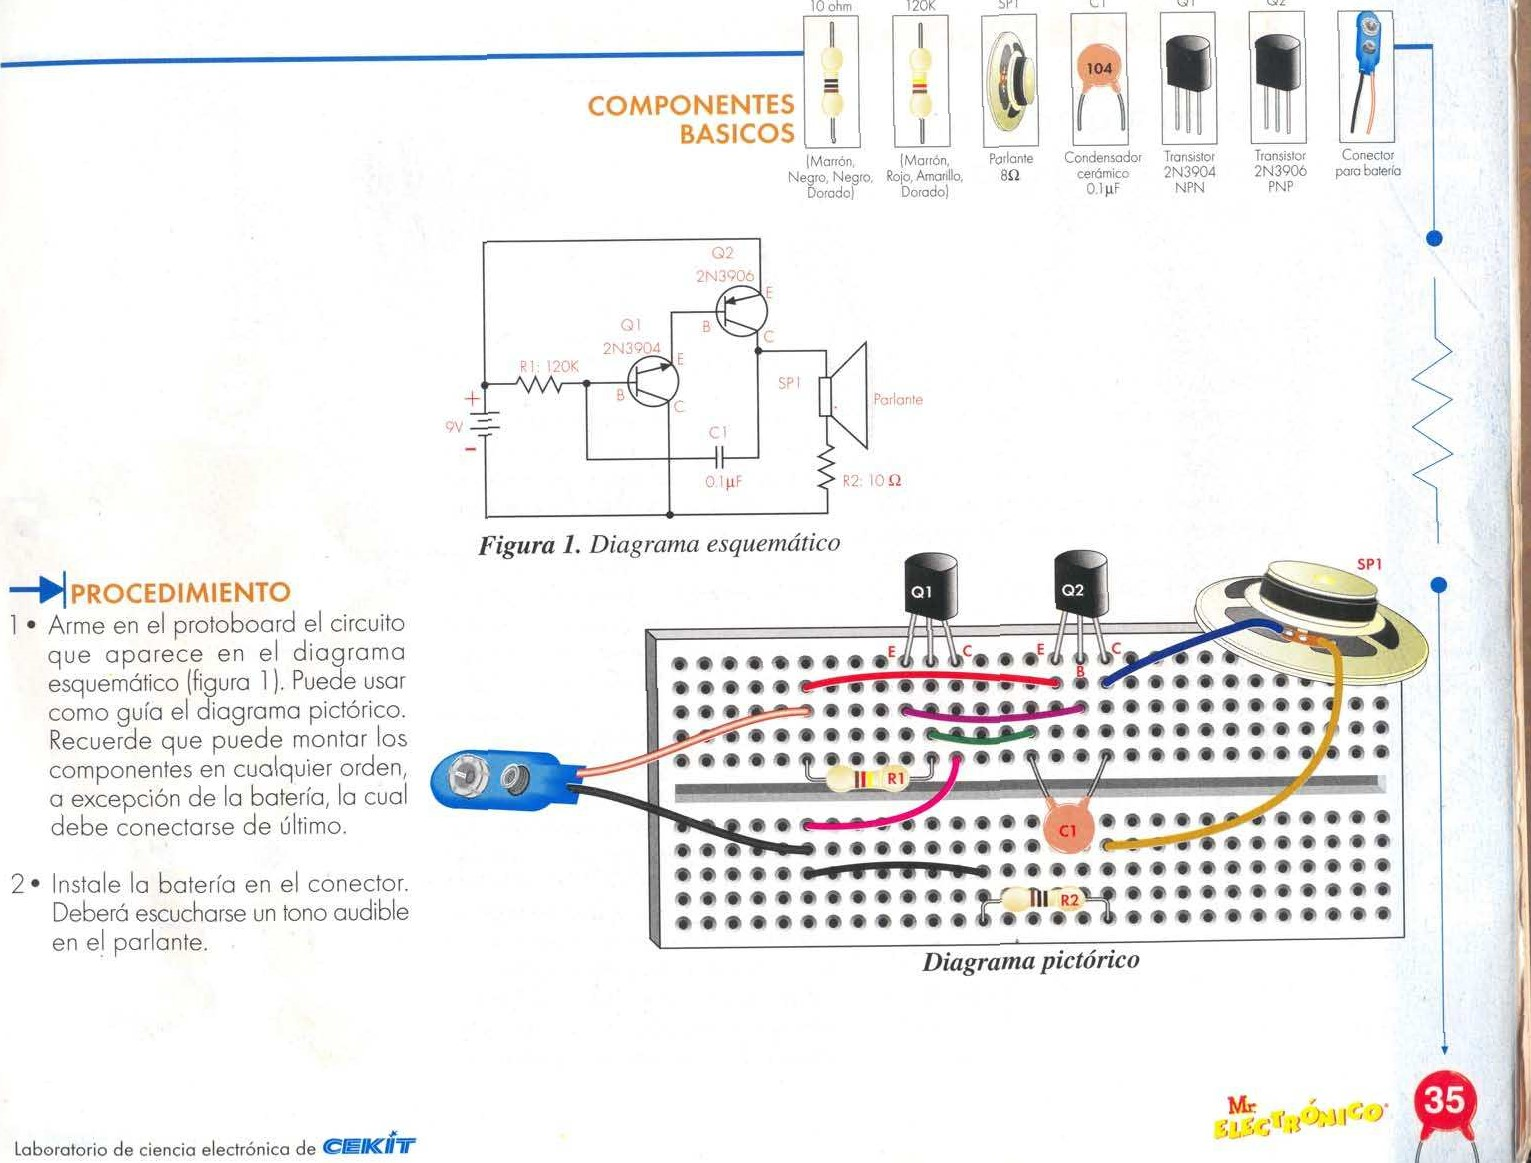 10 ohm
120K
SP1
C1
Q1
Q2
COMPONENTES
BASICOS
104
(Marrón,
Negro, Negro,
Dorado)
(Marrón,
Rojo, Amarillo,
Dorado)
Parlante
8Ω
Condensador
cerámico
0.1µF
Transistor
2N3904
NPN
Transistor
2N3906
PNP
Conector
para batería
Q2
2N3906
E
B
C
Q1
2N3904
E
R1: 120K
B
C
SP1
Parlante
+
9V
-
C1
0.1µF
R2: 10 Ω
Figura 1. Diagrama esquemático
PROCEDIMIENTO
1 • Arme en el protoboard el circuito
que aparece en el diagrama
esquemático (figura 1). Puede usar
como guía el diagrama pictórico.
Recuerde que puede montar los
componentes en cualquier orden,
a excepción de la batería, la cual
debe conectarse de último.
2 • Instale la batería en el conector.
Deberá escucharse un tono audible
en el parlante.
Q1
Q2
SP1
E
C
E
B
C
R1
C1
R2
Diagrama pictórico
Mr.
ELECTRÓNICO
35
Laboratorio de ciencia electrónica de CEKIT